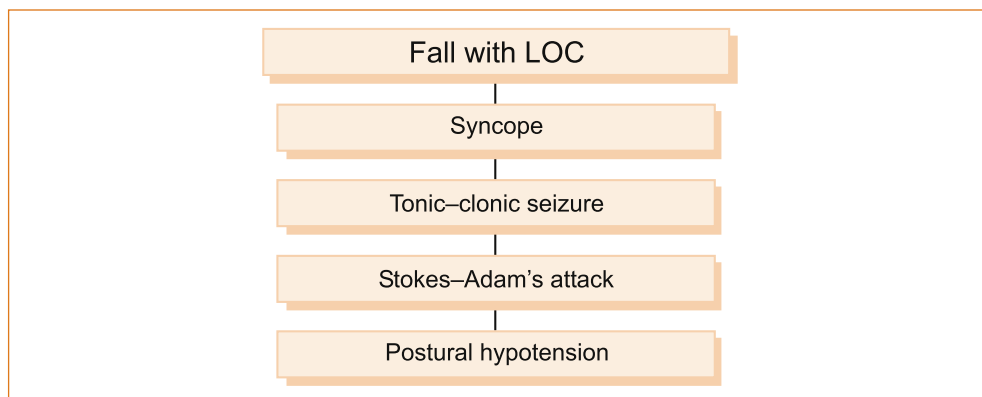 Fall with LOC
Syncope
Tonic–clonic seizure
Stokes–Adam’s attack
Postural hypotension